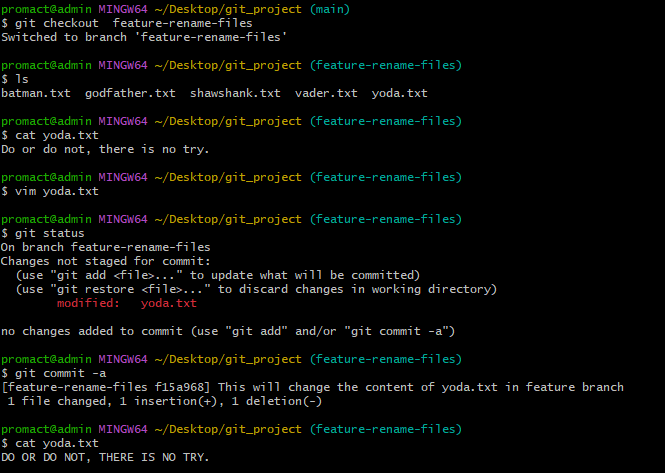 promact@admin MINGW64 ~/Desktop/git_project (main)
$ git checkout  feature-rename-files
Switched to branch 'feature-rename-files'
promact@admin MINGW64 ~/Desktop/git_project (feature-rename-files)
$ ls
batman.txt  godfather.txt  shawshank.txt  vader.txt  yoda.txt
promact@admin MINGW64 ~/Desktop/git_project (feature-rename-files)
$ cat yoda.txt
Do or do not, there is no try.
promact@admin MINGW64 ~/Desktop/git_project (feature-rename-files)
$ vim yoda.txt
promact@admin MINGW64 ~/Desktop/git_project (feature-rename-files)
$ git status
On branch feature-rename-files
Changes not staged for commit:
  (use "git add <file>..." to update what will be committed)
  (use "git restore <file>..." to discard changes in working directory)
        modified:   yoda.txt
no changes added to commit (use "git add" and/or "git commit -a")
promact@admin MINGW64 ~/Desktop/git_project (feature-rename-files)
$ git commit -a
[feature-rename-files f15a968] This will change the content of yoda.txt in feature branch
 1 file changed, 1 insertion(+), 1 deletion(-)
promact@admin MINGW64 ~/Desktop/git_project (feature-rename-files)
$ cat yoda.txt
DO OR DO NOT, THERE IS NO TRY.